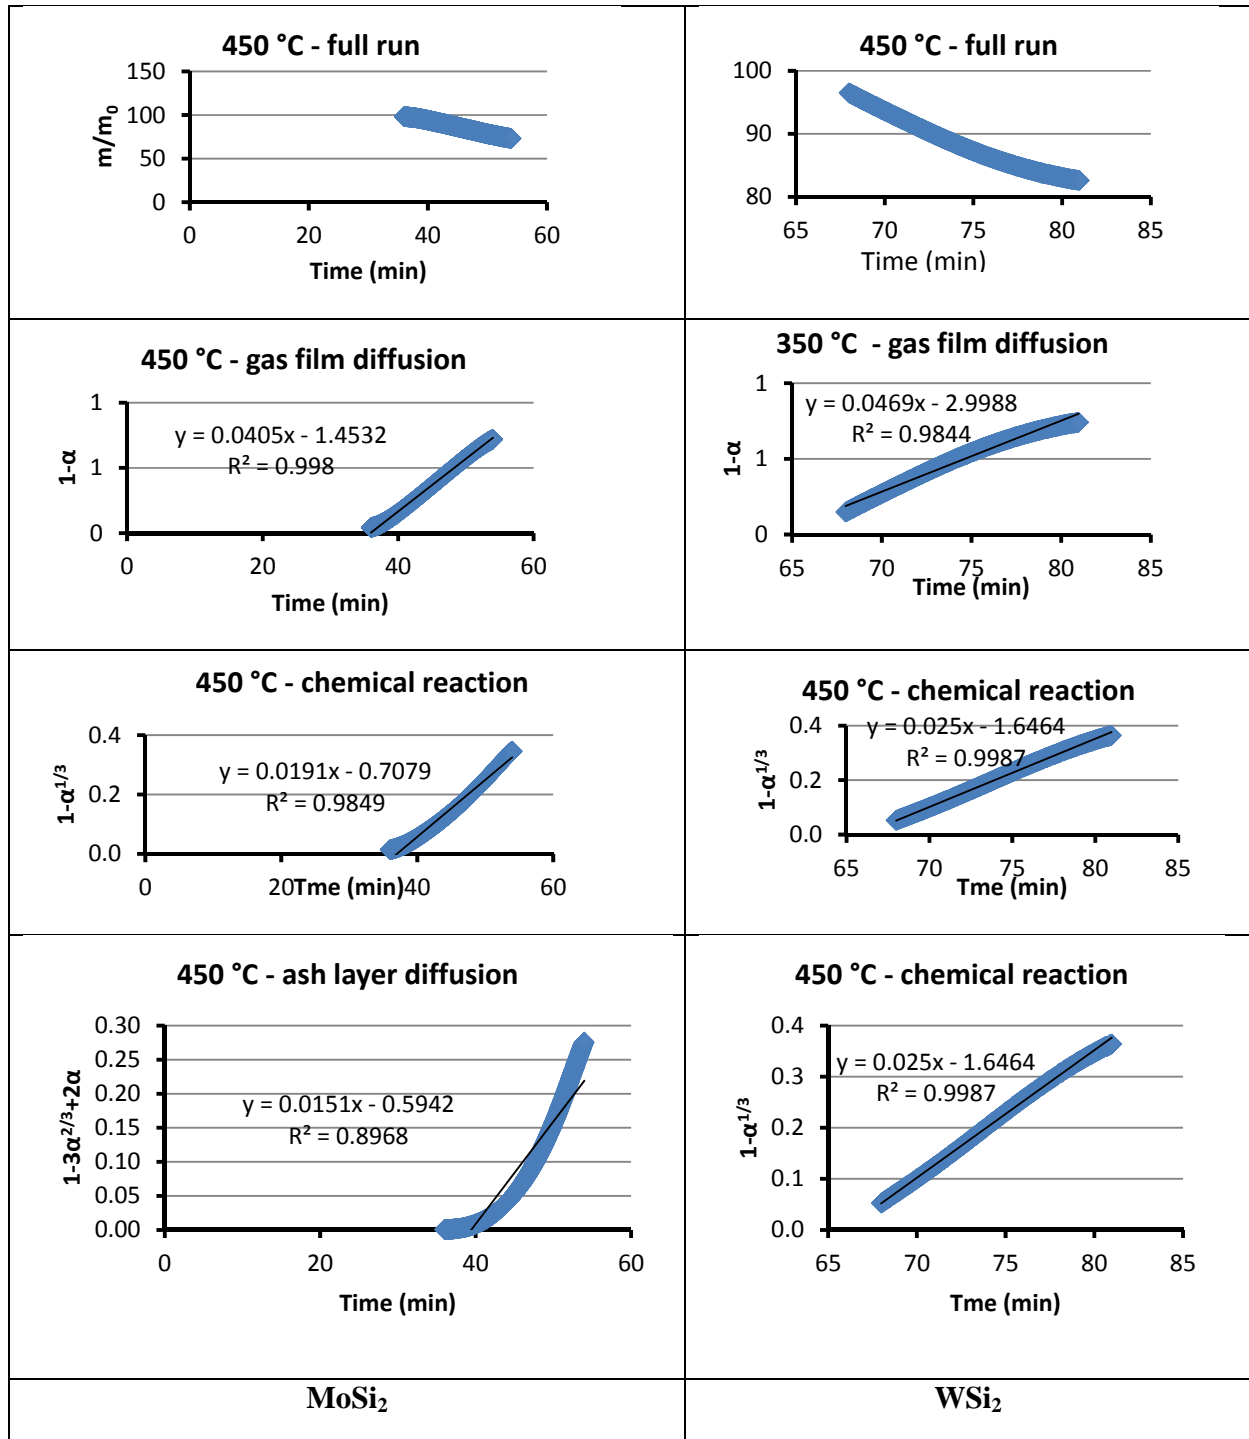 450 °C - full run
150
100
50
0
m/m₀
0 20 40 60
Time (min)
450 °C - full run
100
90
80
65 70 75 80 85
Time (min)
450 °C - gas film diffusion
1
1
0
1-α
y = 0.0405x - 1.4532
R² = 0.998
0 20 40 60
Time (min)
350 °C - gas film diffusion
1
1
0
1-α
y = 0.0469x - 2.9988
R² = 0.9844
65 70 75 80 85
Time (min)
450 °C - chemical reaction
0.4
0.2
0.0
1-α^1/3
y = 0.0191x - 0.7079
R² = 0.9849
0 20 40 60
Tme (min)
450 °C - chemical reaction
0.4
0.2
0.0
1-α^1/3
y = 0.025x - 1.6464
R² = 0.9987
65 70 75 80 85
Tme (min)
450 °C - ash layer diffusion
0.30
0.25
0.20
0.15
0.10
0.05
0.00
1-3α^2/3+2α
y = 0.0151x - 0.5942
R² = 0.8968
0 20 40 60
Time (min)
450 °C - chemical reaction
0.4
0.3
0.2
0.1
0.0
1-α^1/3
y = 0.025x - 1.6464
R² = 0.9987
65 70 75 80 85
Tme (min)
MoSi₂
WSi₂